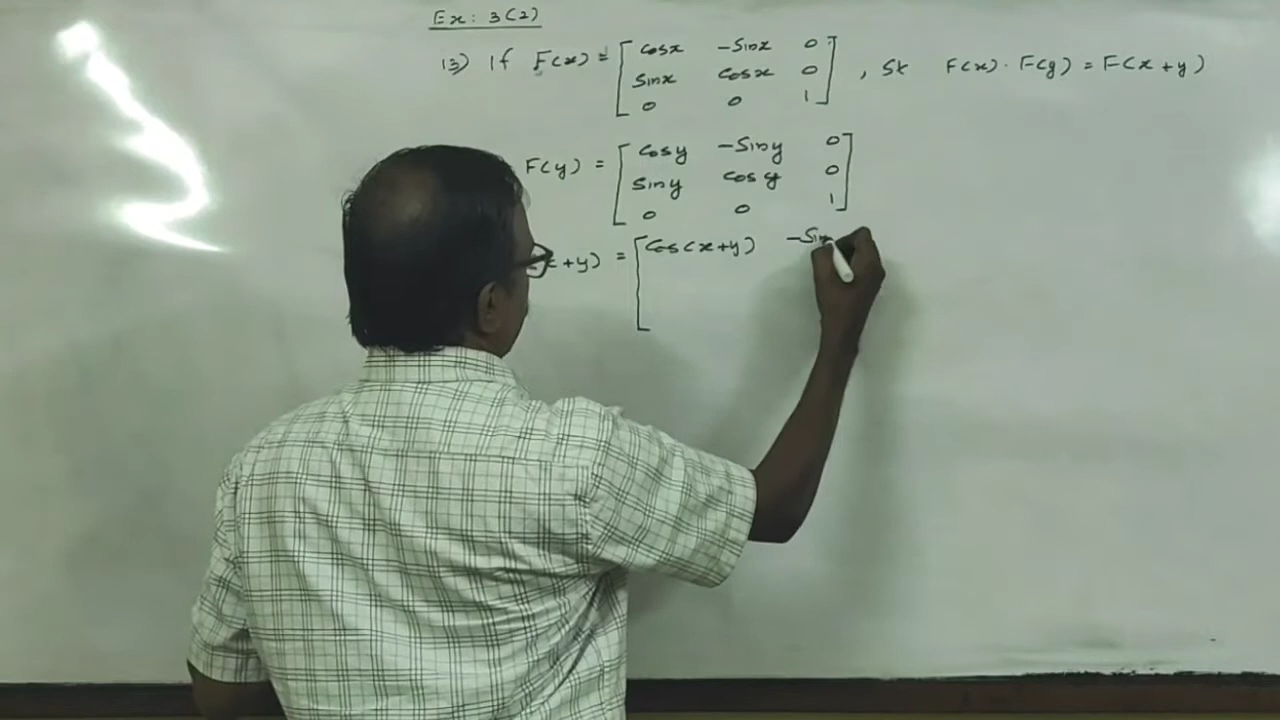 Ex: 3(2)
13) If F(x) = [ cosx -sinx 0
sinx cosx 0
0 0 1 ] , ST F(x) . F(y) = F(x+y)
F(y) = [ cosy -siny 0
siny cosy 0
0 0 1 ]
x+y) = [ cos(x+y) -Sin